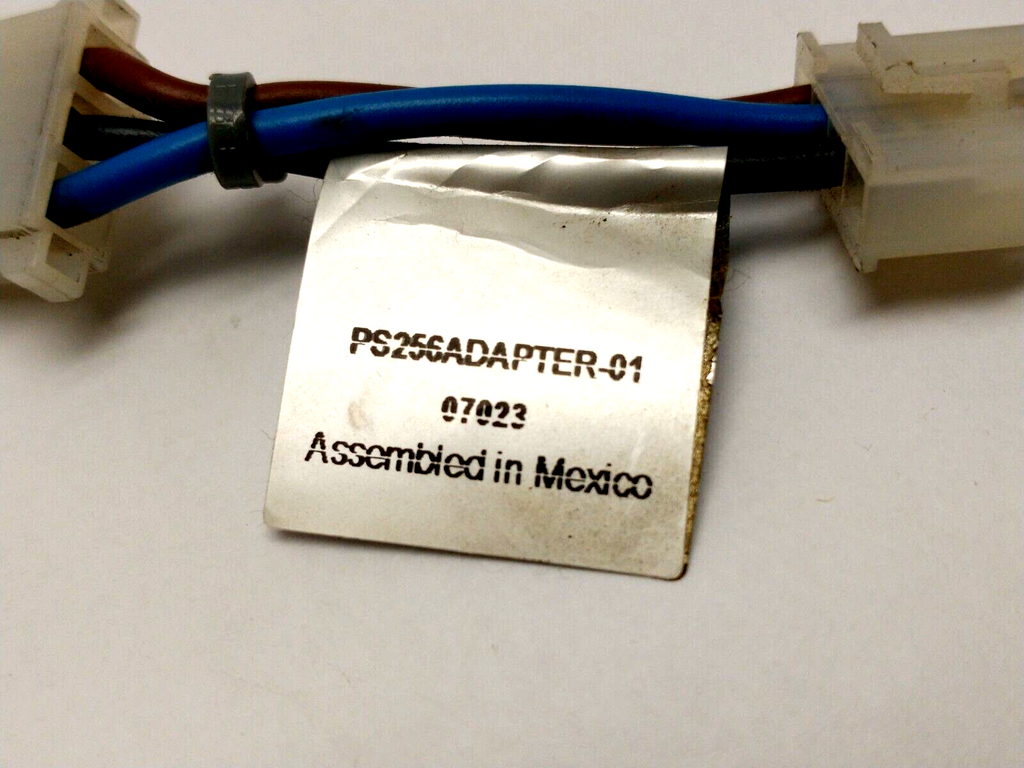 PS256ADAPTER-01
07023
Assembled in Mexico